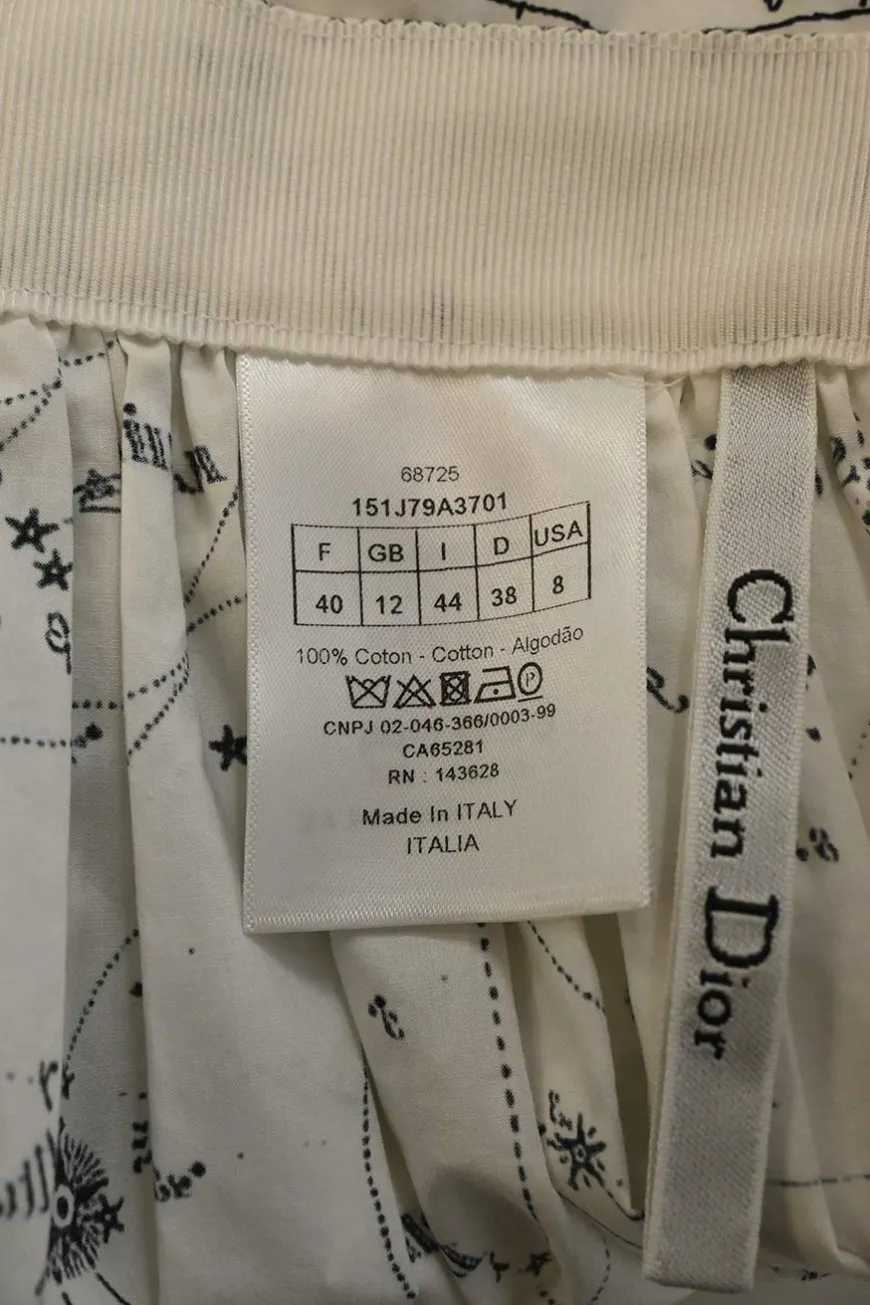 68725
151J79A3701
F GB I D USA
40 12 44 38 8
100% Coton - Cotton - Algodão
P
CNPJ 02-046-366/0003-99
CA65281
RN : 143628
Made In ITALY
ITALIA
Christian Dior